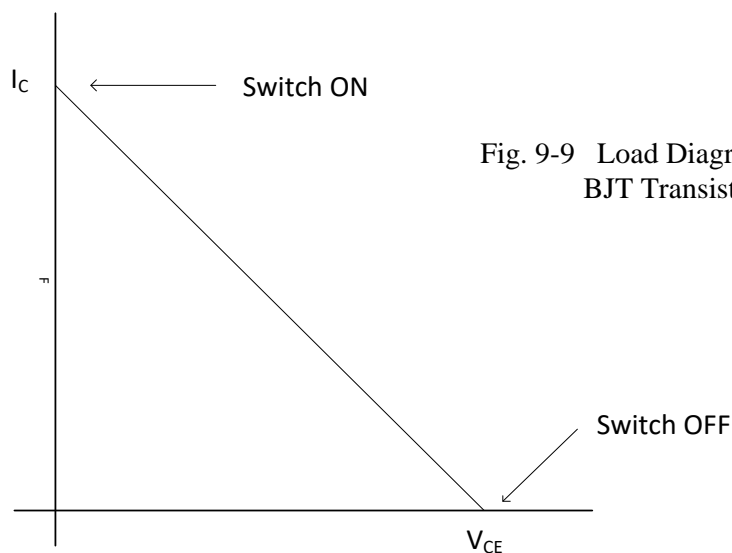 I_C
Switch ON
Fig. 9-9 Load Diagr
BJT Transist
F
Switch OFF
V_CE